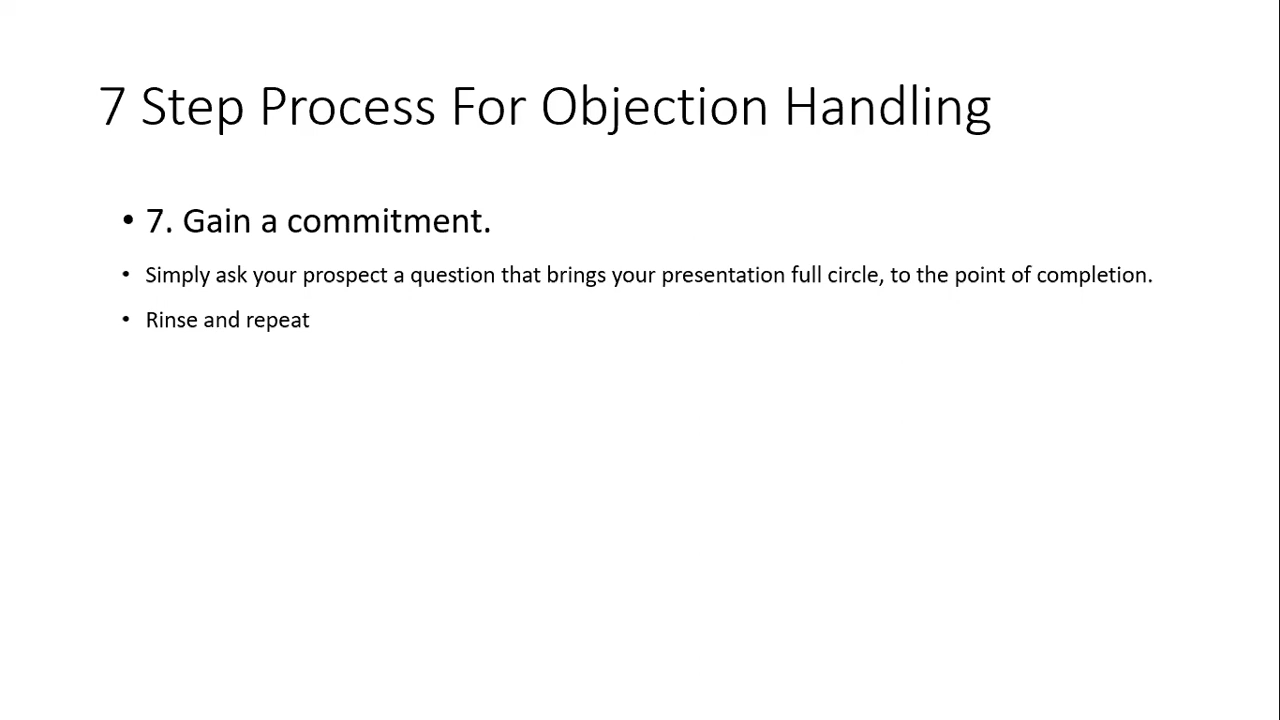 7 Step Process For Objection Handling
• 7. Gain a commitment.
• Simply ask your prospect a question that brings your presentation full circle, to the point of completion.
• Rinse and repeat